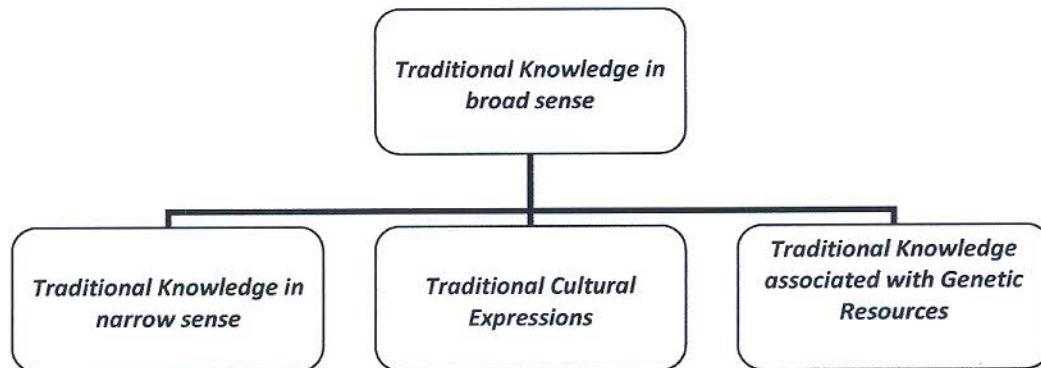 Traditional Knowledge in
broad sense
Traditional Knowledge in
narrow sense
Traditional Cultural
Expressions
Traditional Knowledge
associated with Genetic
Resources